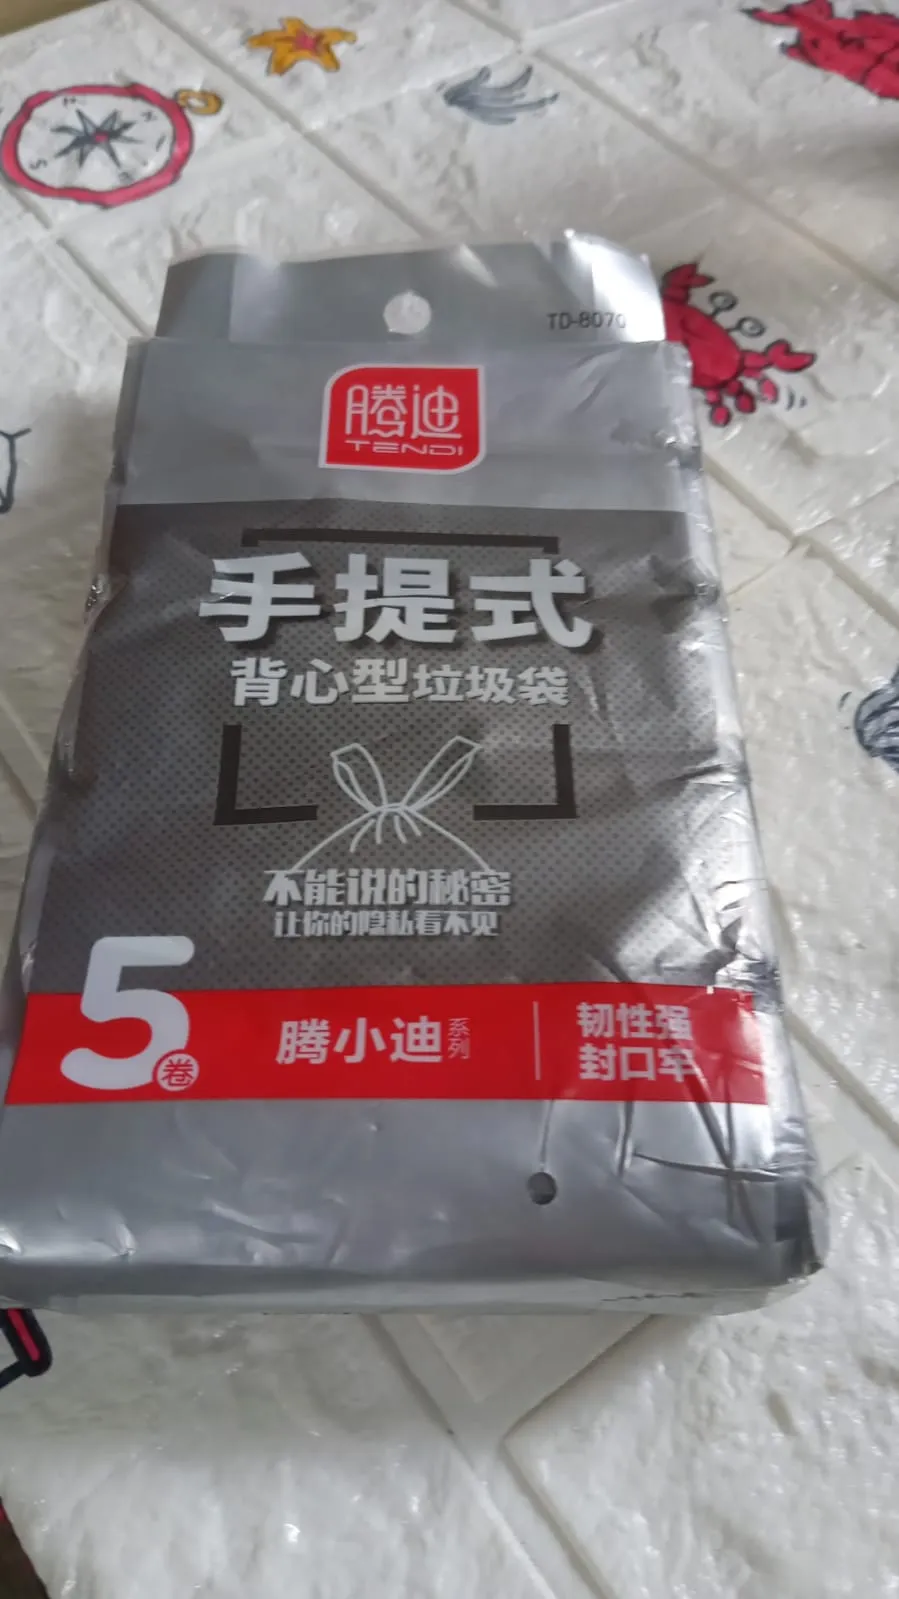 TD-8070
腾迪
TENDI
手提式
背心型垃圾袋
不能说的秘密
让你的隐私看不见
5卷
腾小迪系列
韧性强
封口牢